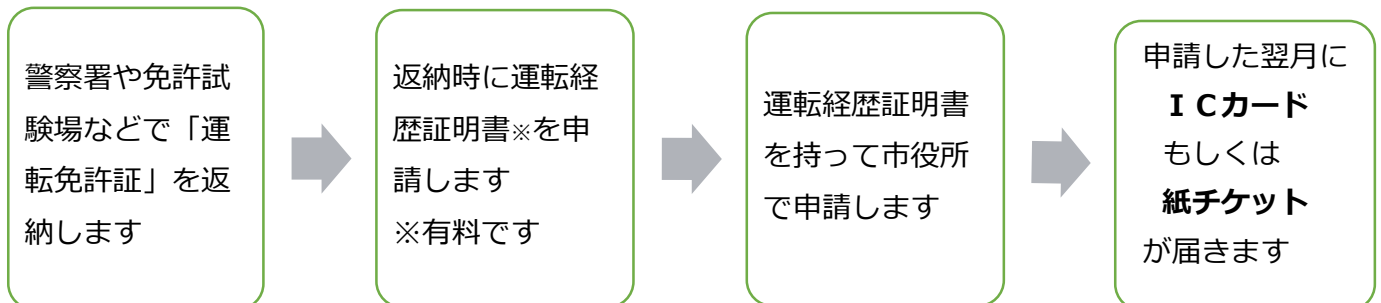 警察署や免許試
験場などで「運
転免許証」を返
納します
返納時に運転経
歴証明書※を申
請します
※有料です
運転経歴証明書
を持って市役所
で申請します
申請した翌月に
ＩＣカード
もしくは
紙チケット
が届きます